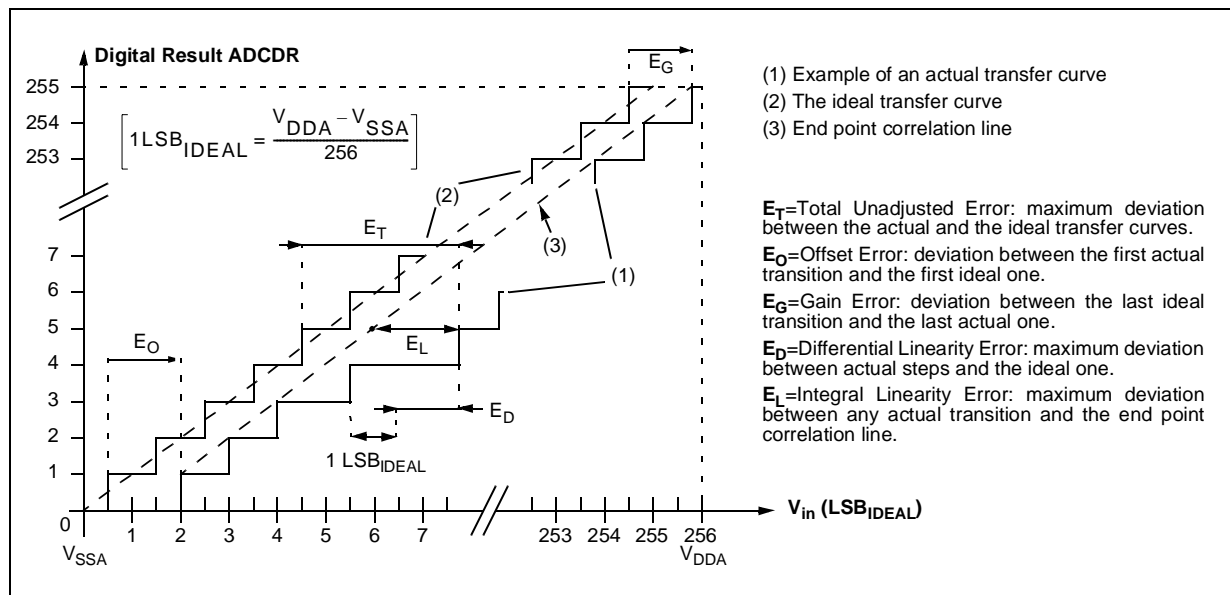 Digital Result ADCDR
255
254
253
7
6
5
4
3
2
1
0
[1LSB_IDEAL = (V_DDA – V_SSA) / 256]
E_G
(2)
E_T
(3)
(1)
E_O
E_L
E_D
1 LSB_IDEAL
1 2 3 4 5 6 7 253 254 255 256
V_in (LSB_IDEAL)
V_SSA
V_DDA
(1) Example of an actual transfer curve
(2) The ideal transfer curve
(3) End point correlation line
E_T=Total Unadjusted Error: maximum deviation
between the actual and the ideal transfer curves.
E_O=Offset Error: deviation between the first actual
transition and the first ideal one.
E_G=Gain Error: deviation between the last ideal
transition and the last actual one.
E_D=Differential Linearity Error: maximum deviation
between actual steps and the ideal one.
E_L=Integral Linearity Error: maximum deviation
between any actual transition and the end point
correlation line.